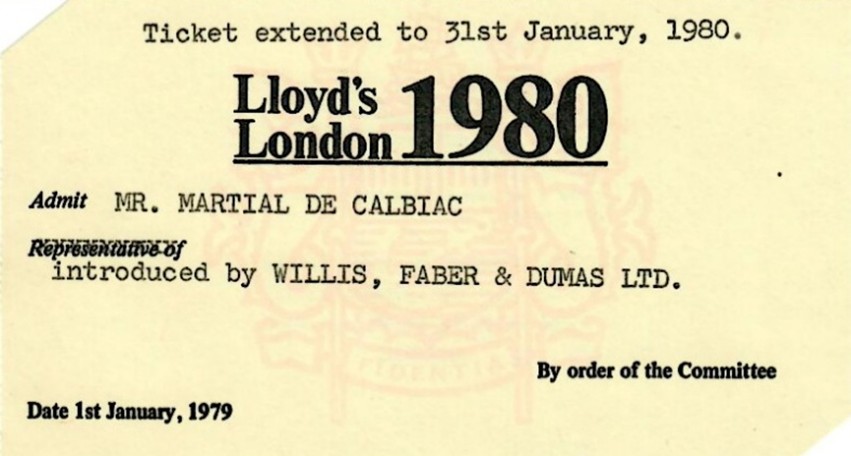 Ticket extended to 31st January, 1980.
Lloyd's
London 1980
Admit MR. MARTIAL DE CALBIAC
Representative of
introduced by WILLIS, FABER & DUMAS LTD.
FIDENTIA
By order of the Committee
Date 1st January, 1979